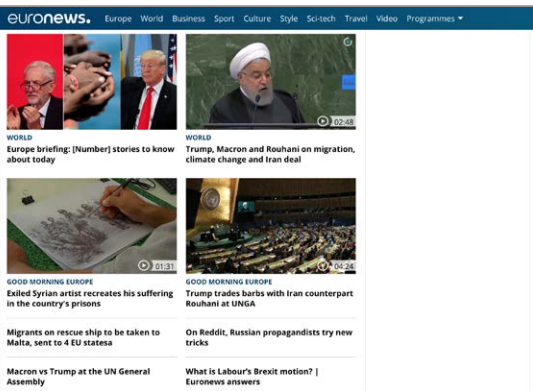 euronews.
Europe World Business Sport Culture Style Sci-tech Travel Video Programmes
WORLD
Europe briefing: [Number] stories to know
about today
02:48
WORLD
Trump, Macron and Rouhani on migration,
climate change and Iran deal
01:31
GOOD MORNING EUROPE
Exiled Syrian artist recreates his suffering
in the country's prisons
04:24
GOOD MORNING EUROPE
Trump trades barbs with Iran counterpart
Rouhani at UNGA
Migrants on rescue ship to be taken to
Malta, sent to 4 EU statesa
On Reddit, Russian propagandists try new
tricks
Macron vs Trump at the UN General
Assembly
What is Labour's Brexit motion? |
Euronews answers